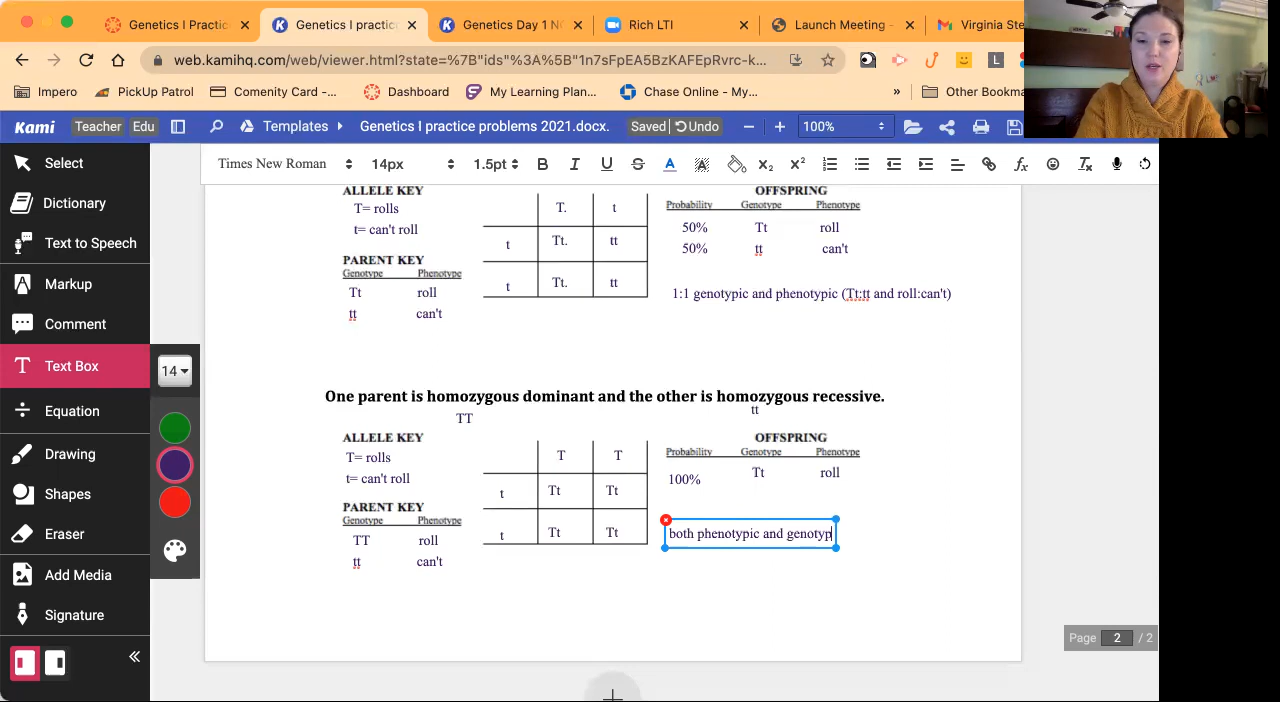 Genetics I Practic
Genetics I practic
Genetics Day 1 NO
Rich LTI
Launch Meeting -
Virginia Ste
web.kamihq.com/web/viewer.html?state=%7B"ids"%3A%5B"1n7sFpEA5BzKAFEpRvrc-k...
Impero
PickUp Patrol
Comenity Card -...
Dashboard
My Learning Plan...
Chase Online - My...
»
Other Bookma
Kami
Teacher
Edu
Templates
Genetics I practice problems 2021.docx.
Saved
Undo
100%
Select
Times New Roman
14px
1.5pt
B
I
U
S
A
Dictionary
Text to Speech
Markup
Comment
Text Box
Equation
Drawing
Shapes
Eraser
Add Media
Signature
14
ALLELE KEY
T= rolls
t= can't roll
PARENT KEY
Genotype Phenotype
Tt roll
tt can't
T. t
t Tt. tt
t Tt. tt
OFFSPRING
Probability Genotype Phenotype
50% Tt roll
50% tt can't
1:1 genotypic and phenotypic (Tt:tt and roll:can't)
One parent is homozygous dominant and the other is homozygous recessive.
TT tt
ALLELE KEY
T= rolls
t= can't roll
PARENT KEY
Genotype Phenotype
TT roll
tt can't
T T
t Tt Tt
t Tt Tt
OFFSPRING
Probability Genotype Phenotype
100% Tt roll
both phenotypic and genotyp
Page 2 / 2